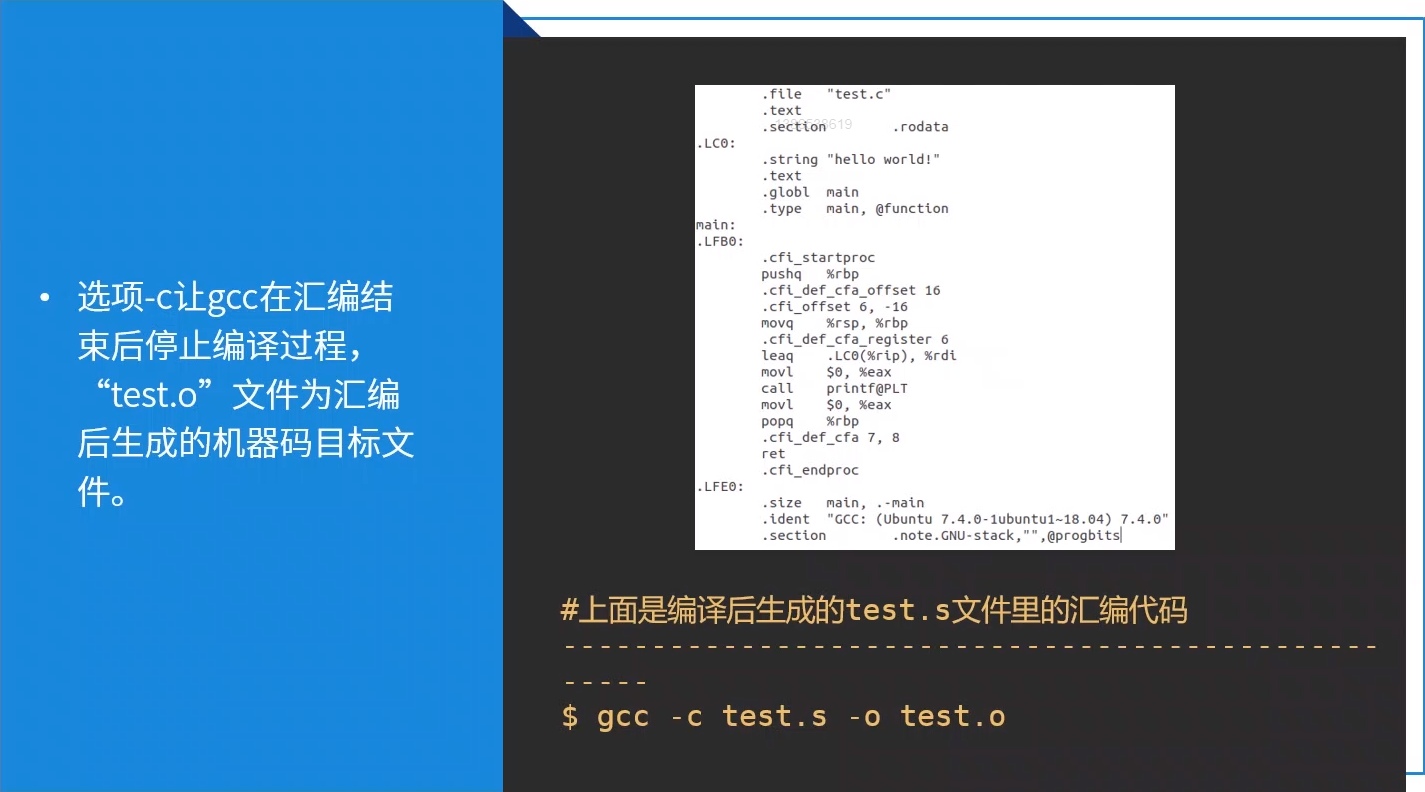 • 选项-c让gcc在汇编结
束后停止编译过程，
“test.o”文件为汇编
后生成的机器码目标文
件。
.file "test.c"
.text
.section .rodata
.LC0:
.string "hello world!"
.text
.globl main
.type main, @function
main:
.LFB0:
.cfi_startproc
pushq %rbp
.cfi_def_cfa_offset 16
.cfi_offset 6, -16
movq %rsp, %rbp
.cfi_def_cfa_register 6
leaq .LC0(%rip), %rdi
movl $0, %eax
call printf@PLT
movl $0, %eax
popq %rbp
.cfi_def_cfa 7, 8
ret
.cfi_endproc
.LFE0:
.size main, .-main
.ident "GCC: (Ubuntu 7.4.0-1ubuntu1~18.04) 7.4.0"
.section .note.GNU-stack,"",@progbits
#上面是编译后生成的test.s文件里的汇编代码
----------------------------------------------
-----
$ gcc -c test.s -o test.o